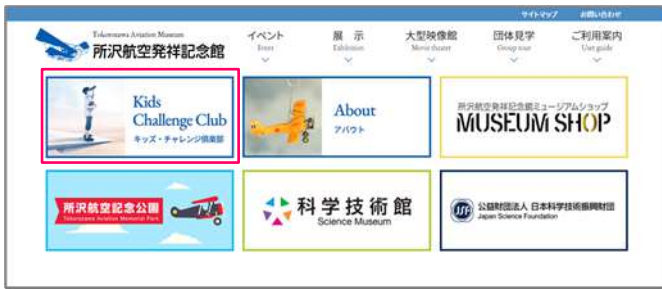 サイトマップ お問い合わせ
Tokorozawa Aviation Museum
所沢航空発祥記念館
イベント 展 示 大型映像館 団体見学 ご利用案内
Event Exhibition Movie theater Group tour User guide
Kids
Challenge Club
キッズ・チャレンジ倶楽部
About
アバウト
所沢航空発祥記念館ミュージアムショップ
MUSEUM SHOP
所沢航空記念公園
Tokorozawa Aviation Memorial Park
科学技術館
Science Museum
JSF
公益財団法人 日本科学技術振興財団
Japan Science Foundation